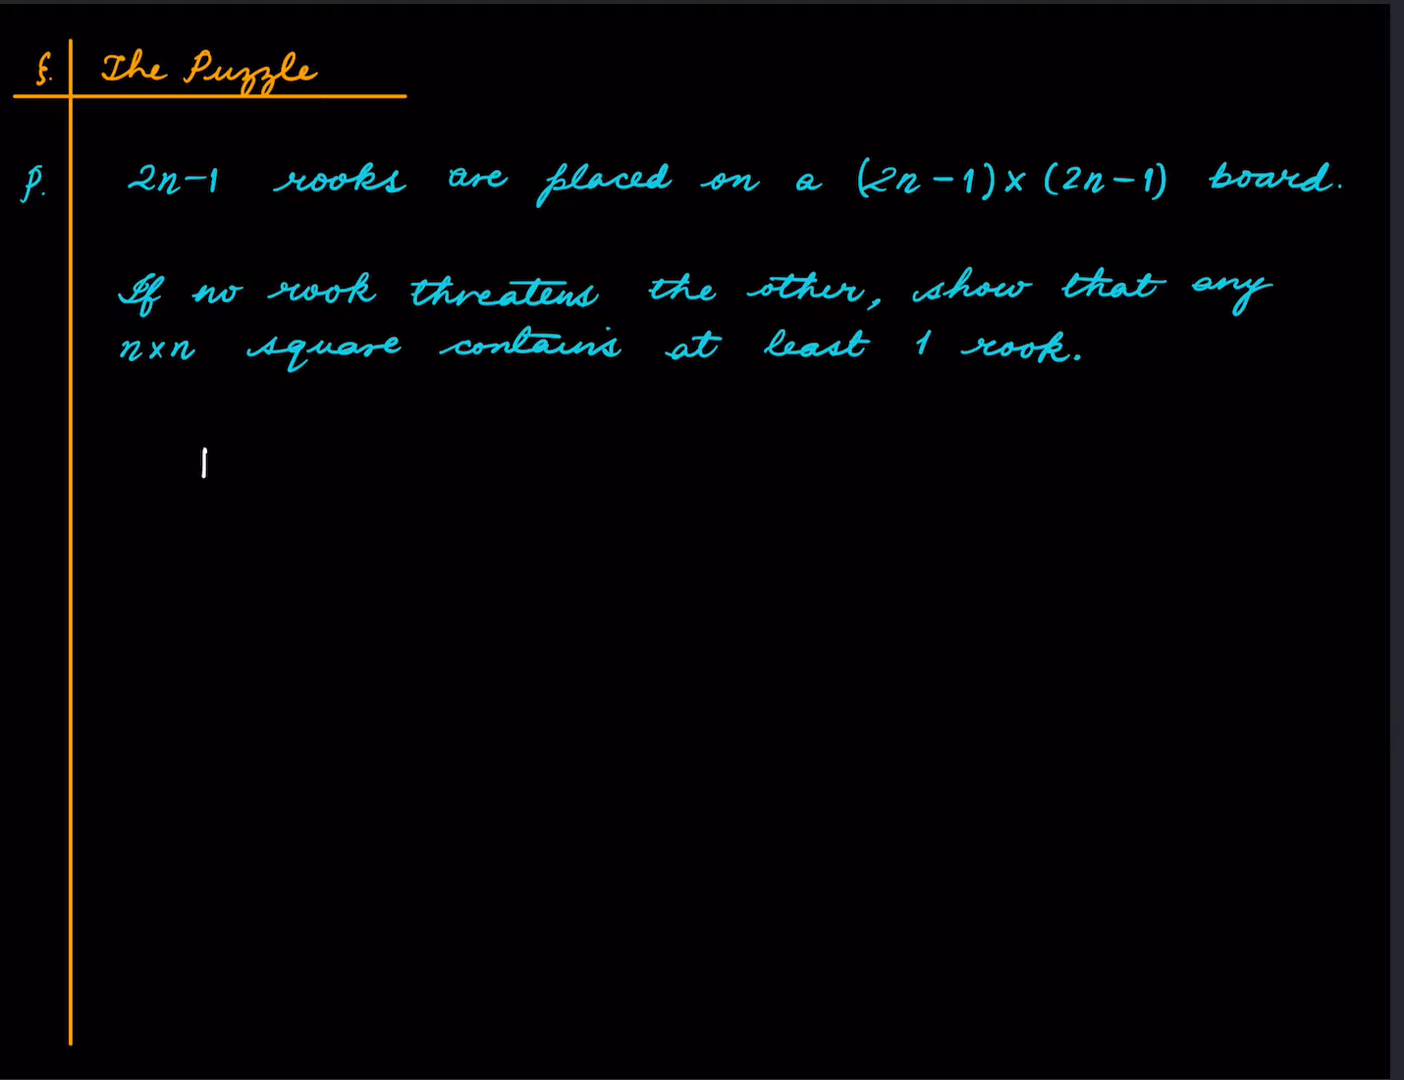 §. The Puzzle
P. 2n-1 rooks are placed on a (2n-1)x(2n-1) board.
If no rook threatens the other, show that any
nxn square contains at least 1 rook.